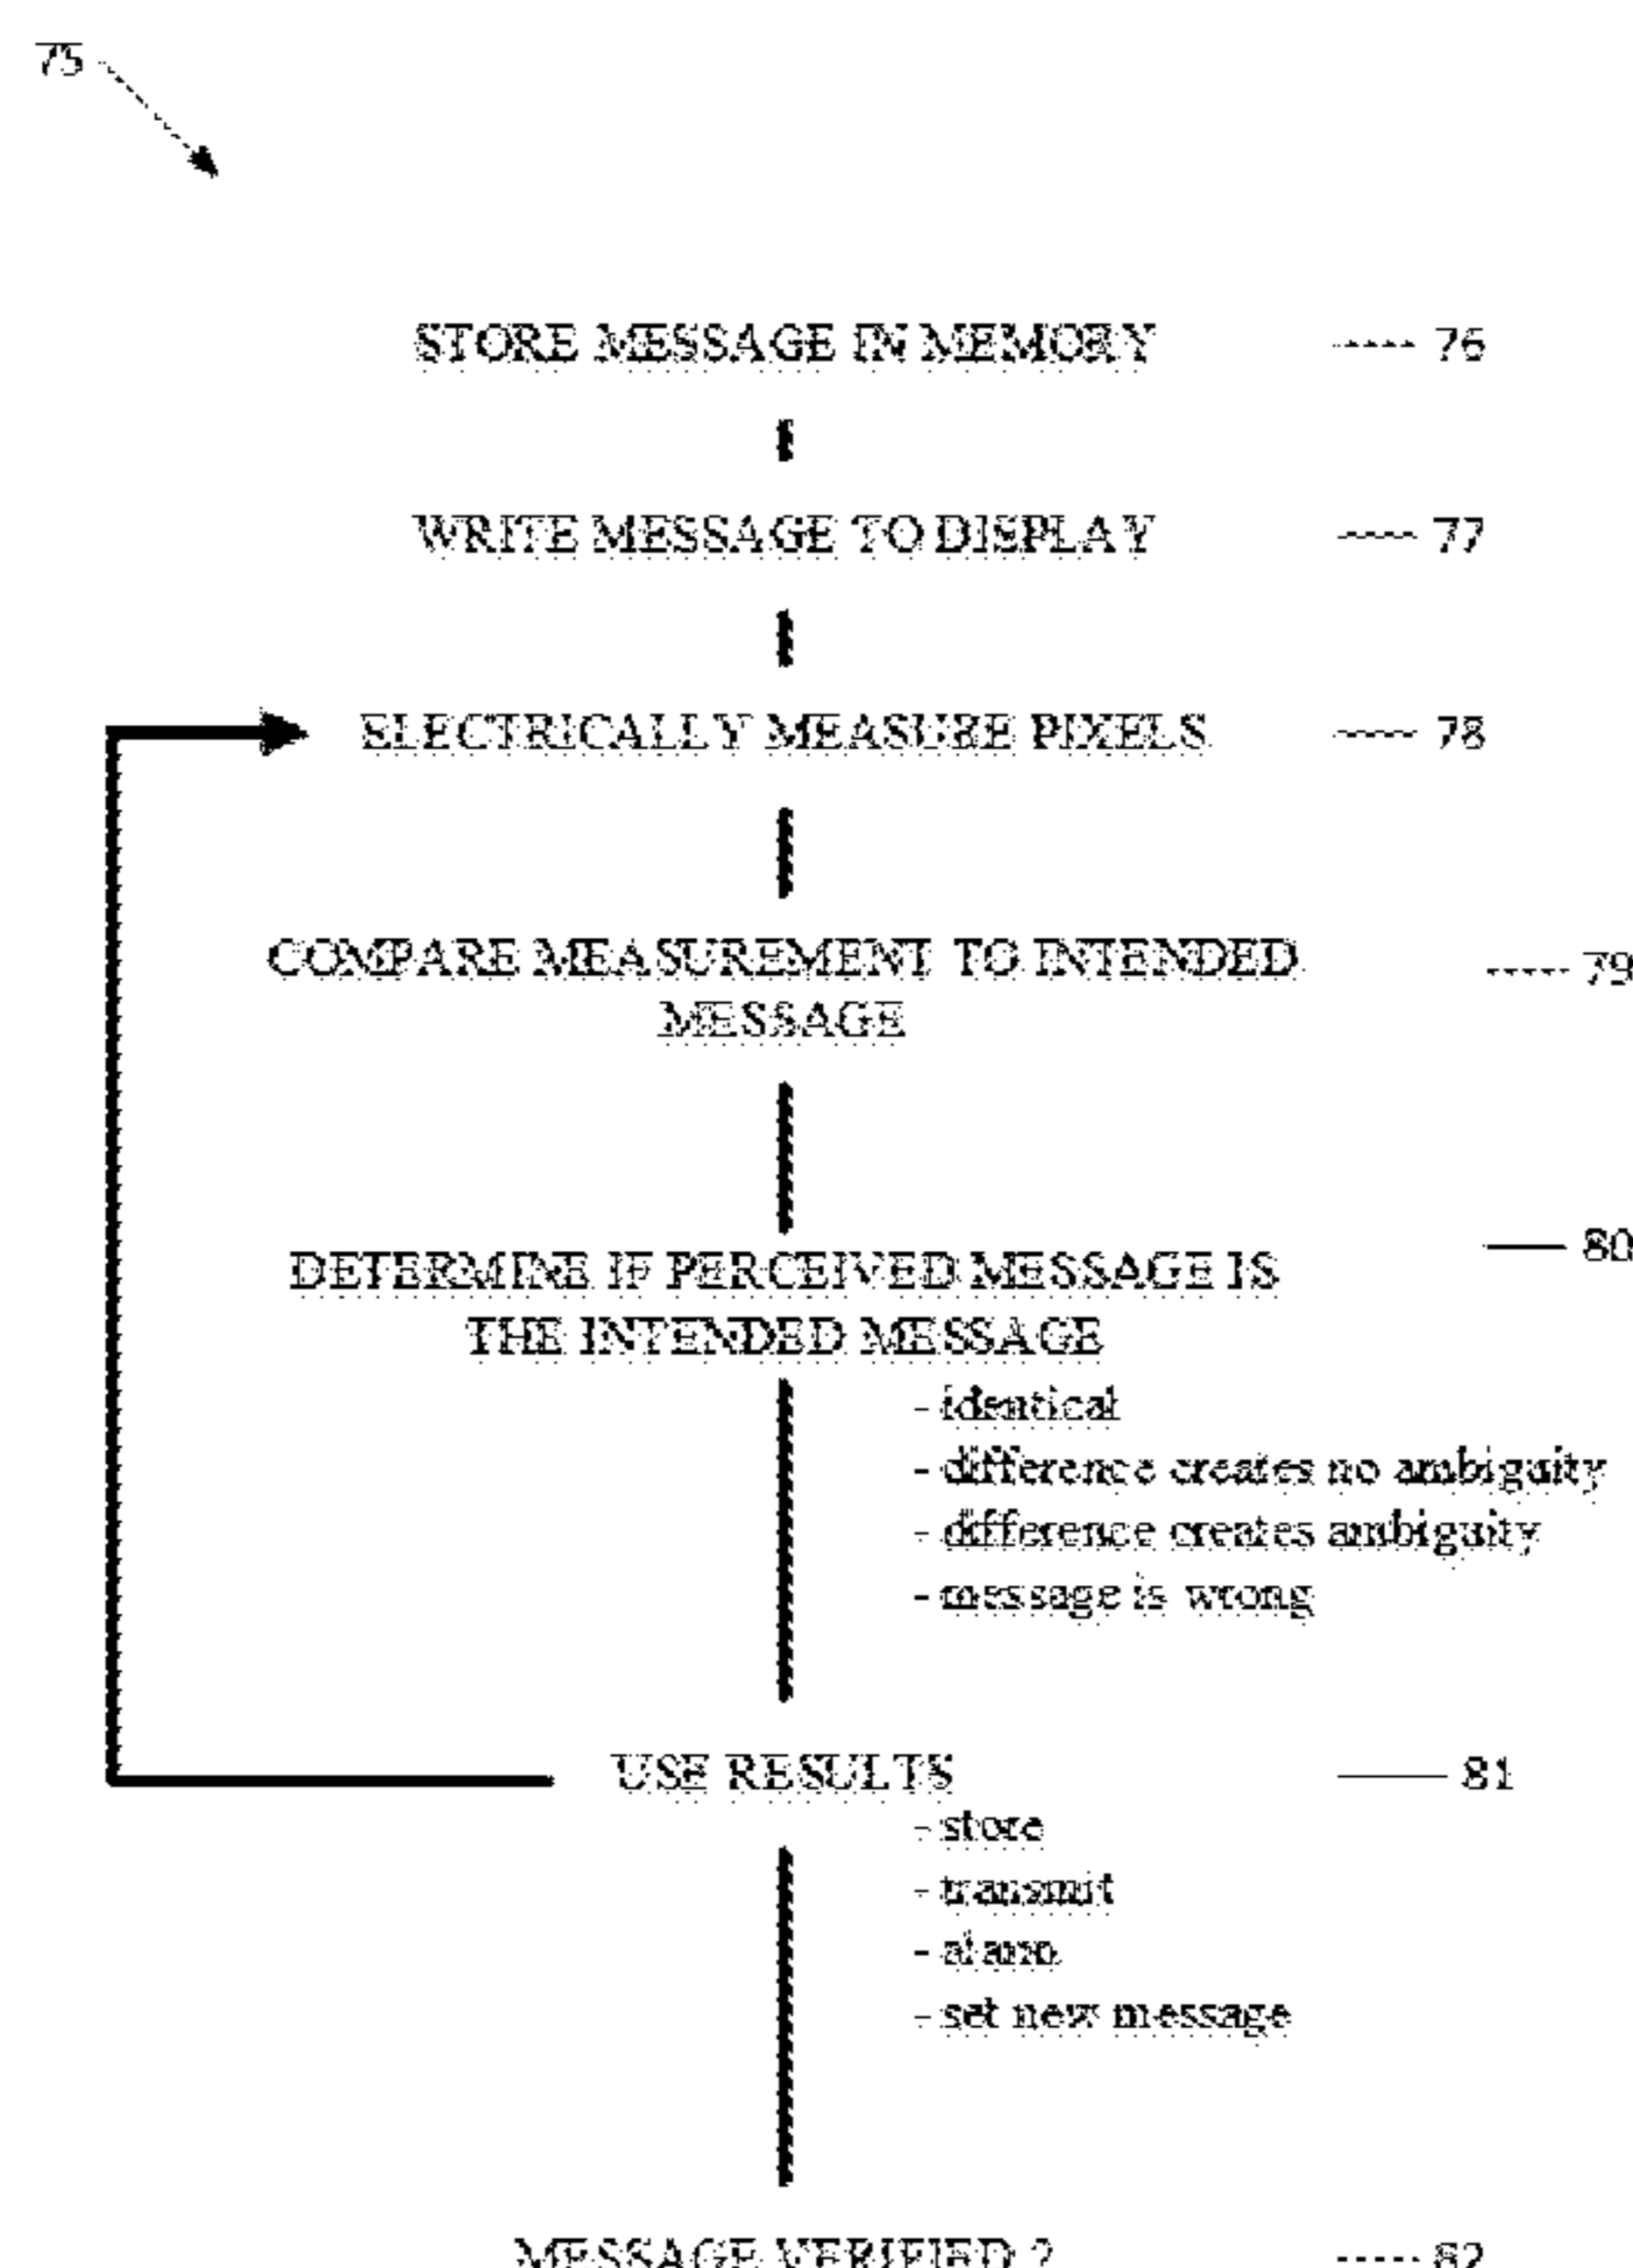 75
STORE MESSAGE IN MEMORY 76
WRITE MESSAGE TO DISPLAY 77
ELECTRICALLY MEASURE PIXELS 78
COMPARE MEASUREMENT TO INTENDED 79
MESSAGE
DETERMINE IF PERCEIVED MESSAGE IS 80
THE INTENDED MESSAGE
- identical
- difference creates no ambiguity
- difference creates ambiguity
- message is wrong
USE RESULTS 81
- store
- transmit
- alarm
- set new message
MESSAGE VERIFIED ? 82